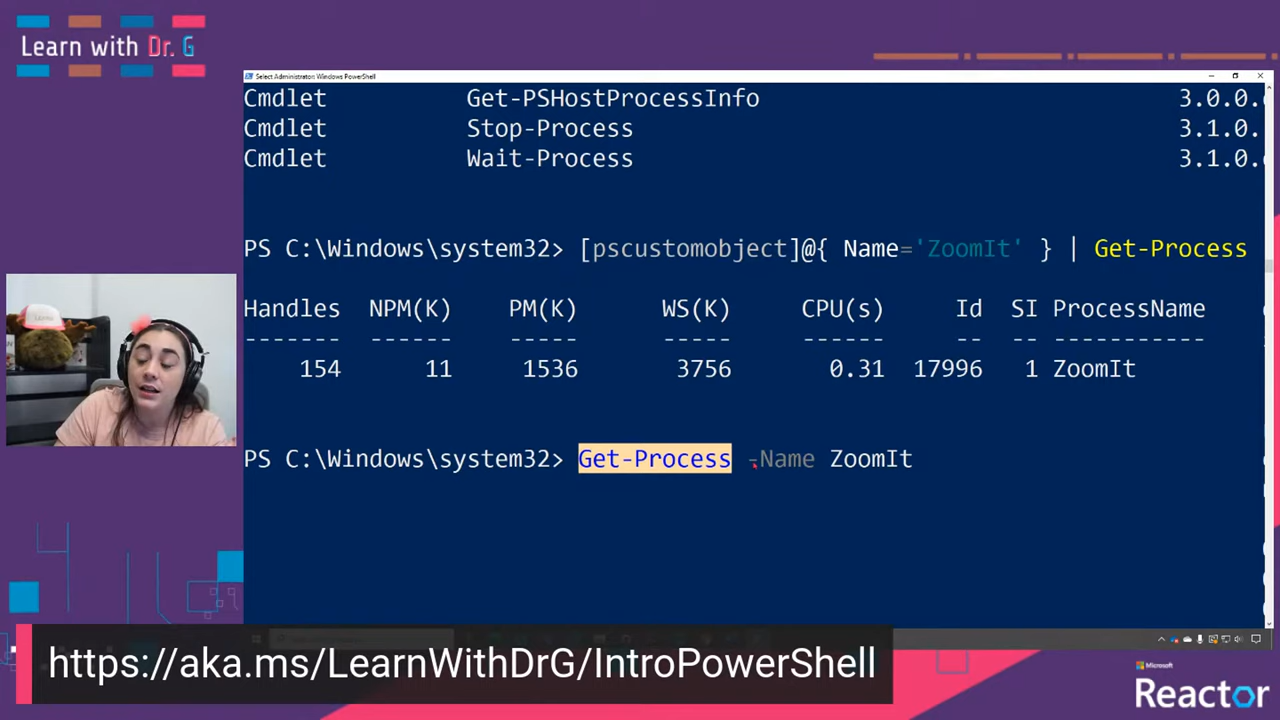 Learn with Dr. G
Select Administrator: Windows PowerShell
Cmdlet Get-PSHostProcessInfo 3.0.0.
Cmdlet Stop-Process 3.1.0.
Cmdlet Wait-Process 3.1.0.
PS C:\Windows\system32> [pscustomobject]@{ Name='ZoomIt' } | Get-Process
Handles NPM(K) PM(K) WS(K) CPU(s) Id SI ProcessName
------- ------ ----- ----- ------ -- -- -----------
154 11 1536 3756 0.31 17996 1 ZoomIt
PS C:\Windows\system32> Get-Process -Name ZoomIt
https://aka.ms/LearnWithDrG/IntroPowerShell
Microsoft
Reactor